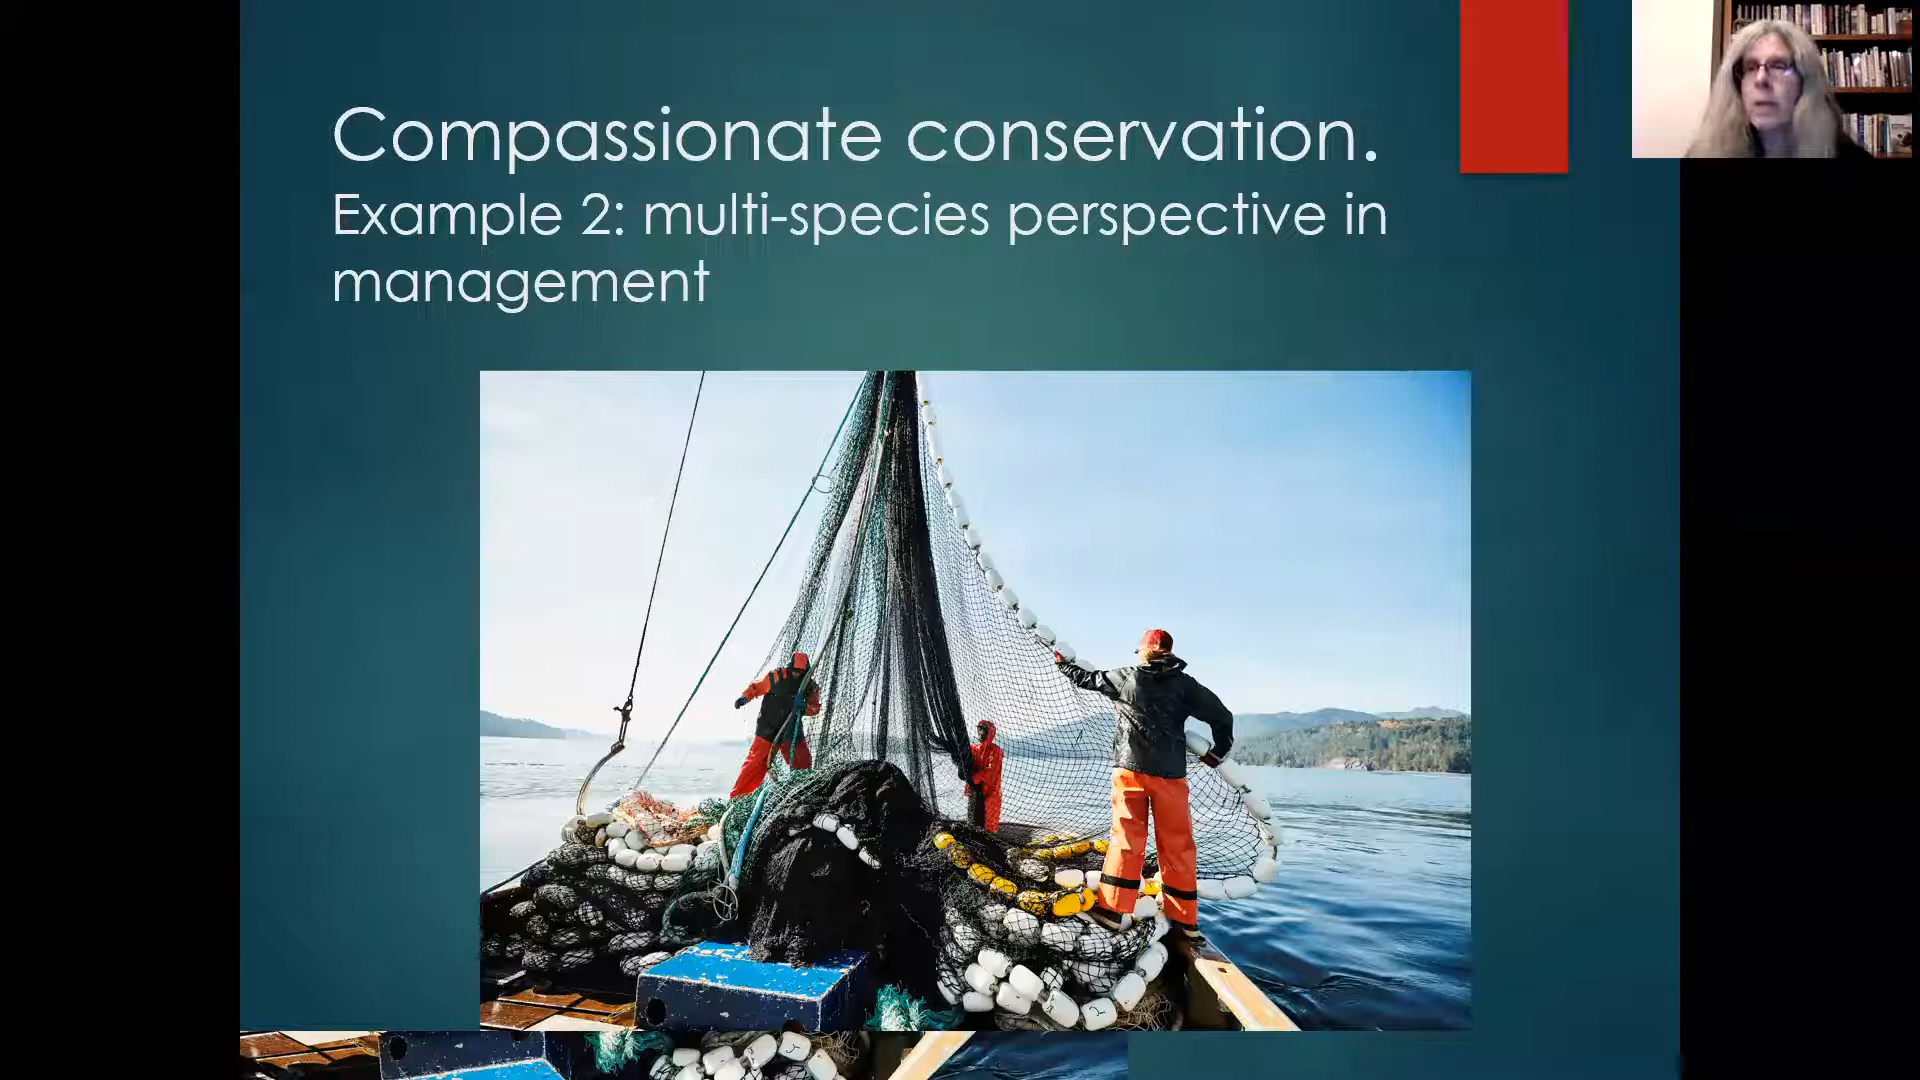 Compassionate conservation.
Example 2: multi-species perspective in
management